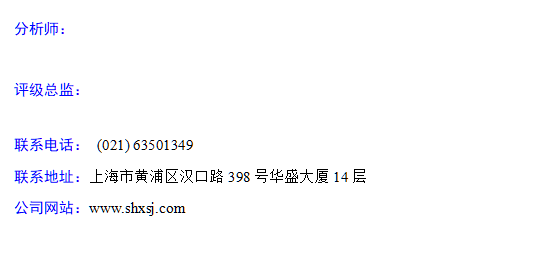 分析师：
评级总监：
联系电话： (021) 63501349
联系地址：上海市黄浦区汉口路 398 号华盛大厦 14 层
公司网站：www.shxsj.com